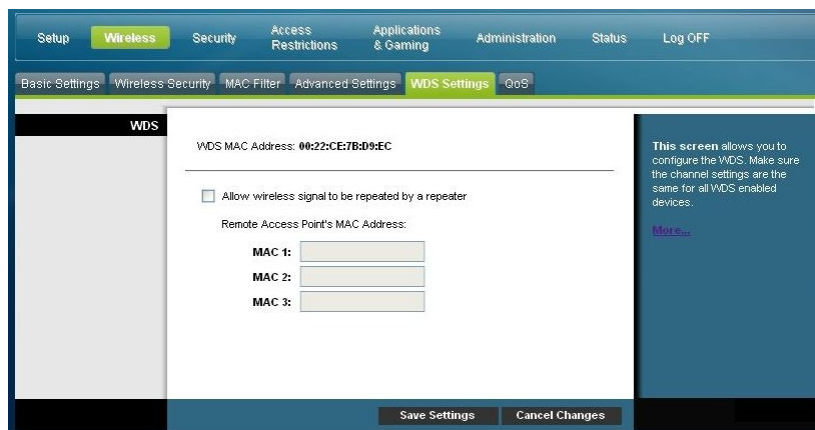 Setup Wireless Security Access Restrictions Applications & Gaming Administration Status Log OFF
Basic Settings Wireless Security MAC Filter Advanced Settings WDS Settings QoS
WDS
WDS MAC Address: 00:22:CE:7B:D9:EC
Allow wireless signal to be repeated by a repeater
Remote Access Point's MAC Address:
MAC 1:
MAC 2:
MAC 3:
This screen allows you to
configure the WDS. Make sure
the channel settings are the
same for all WDS enabled
devices.
More...
Save Settings Cancel Changes